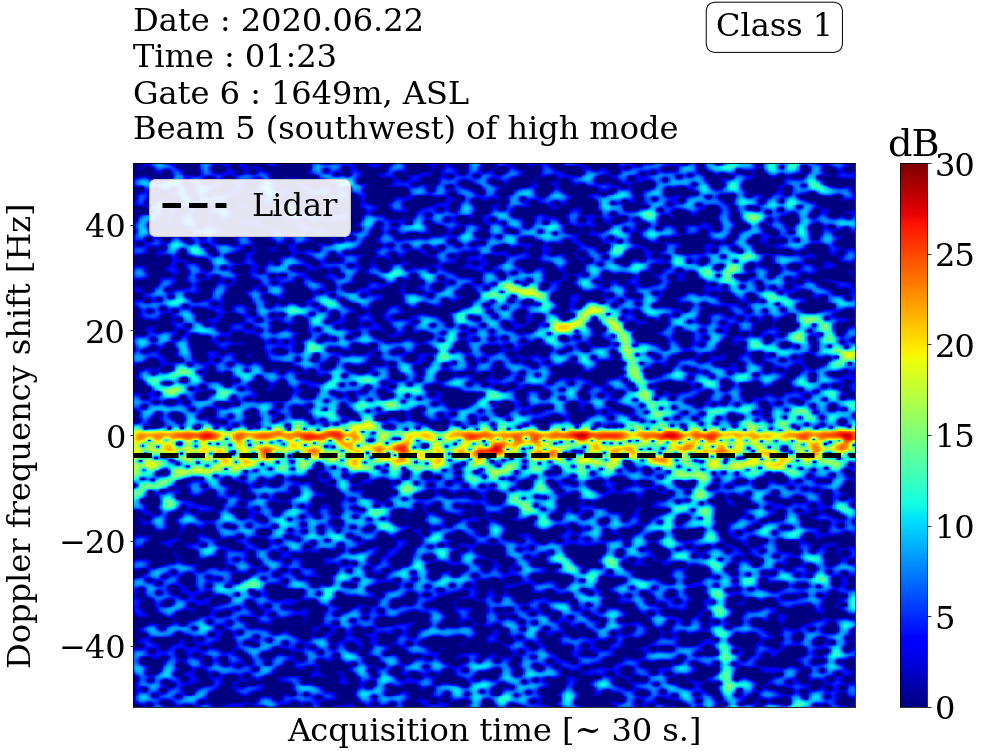 Date : 2020.06.22
Time : 01:23
Gate 6 : 1649m, ASL
Beam 5 (southwest) of high mode
Class 1
dB
Lidar
Doppler frequency shift [Hz]
40
20
0
−20
−40
30
25
20
15
10
5
0
Acquisition time [~ 30 s.]